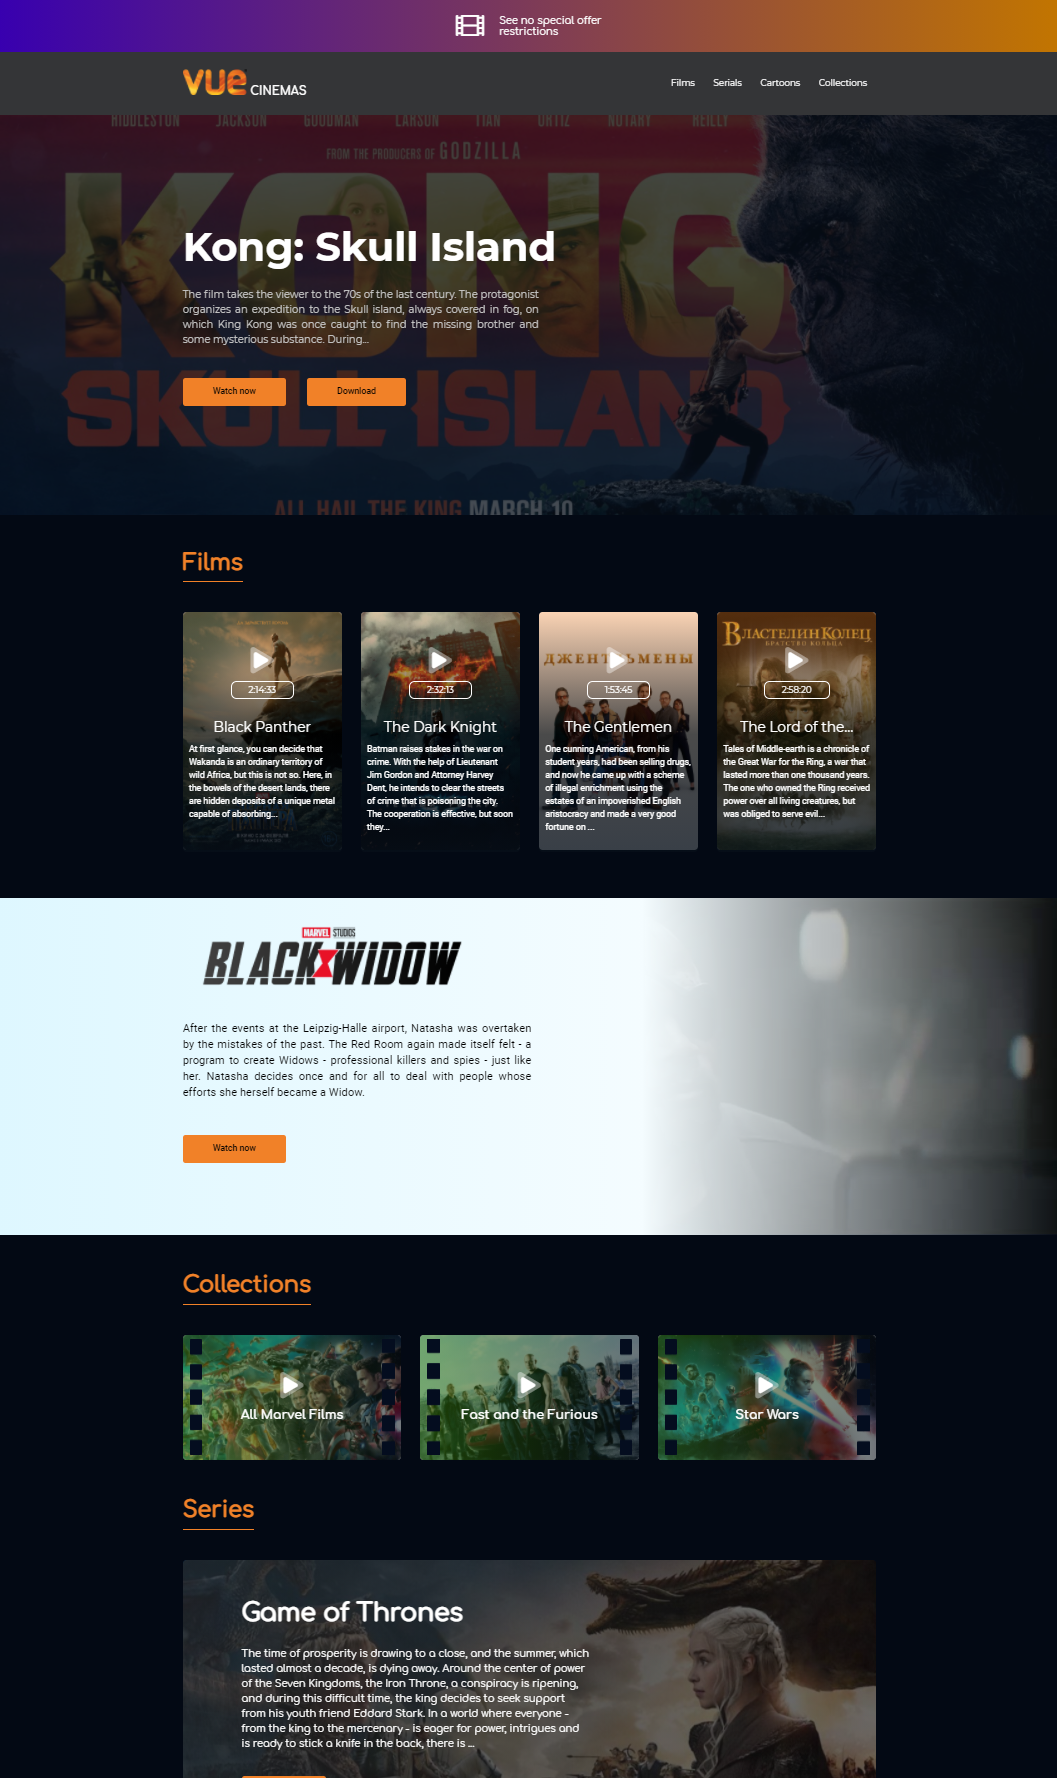 See no special offer
restrictions
vue CINEMAS
Films Serials Cartoons Collections
HIDDLESTON JACKSON GOODMAN LARSON TIAN ORTIZ NOTARY REILLY
FROM THE PRODUCERS OF GODZILLA
KONG
Kong: Skull Island
The film takes the viewer to the 70s of the last century. The protagonist
organizes an expedition to the Skull island, always covered in fog, on
which King Kong was once caught to find the missing brother and
some mysterious substance. During...
Watch now Download
SKULL ISLAND
ALL HAIL THE KING MARCH 10
Films
ВЛАСТЕЛИН КОЛЕЦ
БРАТСТВО КОЛЬЦА
2:14:33
Black Panther
At first glance, you can decide that
Wakanda is an ordinary territory of
wild Africa, but this is not so. Here, in
the bowels of the desert lands, there
are hidden deposits of a unique metal
capable of absorbing...
2:32:13
The Dark Knight
Batman raises stakes in the war on
crime. With the help of Lieutenant
Jim Gordon and Attorney Harvey
Dent, he intends to clear the streets
of crime that is poisoning the city.
The cooperation is effective, but soon
they...
1:53:45
The Gentlemen
One cunning American, from his
student years, had been selling drugs,
and now he came up with a scheme
of illegal enrichment using the
estates of an impoverished English
aristocracy and made a very good
fortune on ...
2:58:20
The Lord of the...
Tales of Middle-earth is a chronicle of
the Great War for the Ring, a war that
lasted more than one thousand years.
The one who owned the Ring received
power over all living creatures, but
was obliged to serve evil...
MARVEL STUDIOS
BLACK WIDOW
After the events at the Leipzig-Halle airport, Natasha was overtaken
by the mistakes of the past. The Red Room again made itself felt - a
program to create Widows - professional killers and spies - just like
her. Natasha decides once and for all to deal with people whose
efforts she herself became a Widow.
Watch now
Collections
All Marvel Films
Fast and the Furious
Star Wars
Series
Game of Thrones
The time of prosperity is drawing to a close, and the summer, which
lasted almost a decade, is dying away. Around the center of power
of the Seven Kingdoms, the Iron Throne, a conspiracy is ripening,
and during this difficult time, the king decides to seek support
from his youth friend Eddard Stark. In a world where everyone -
from the king to the mercenary - is eager for power, intrigues and
is ready to stick a knife in the back, there is ...